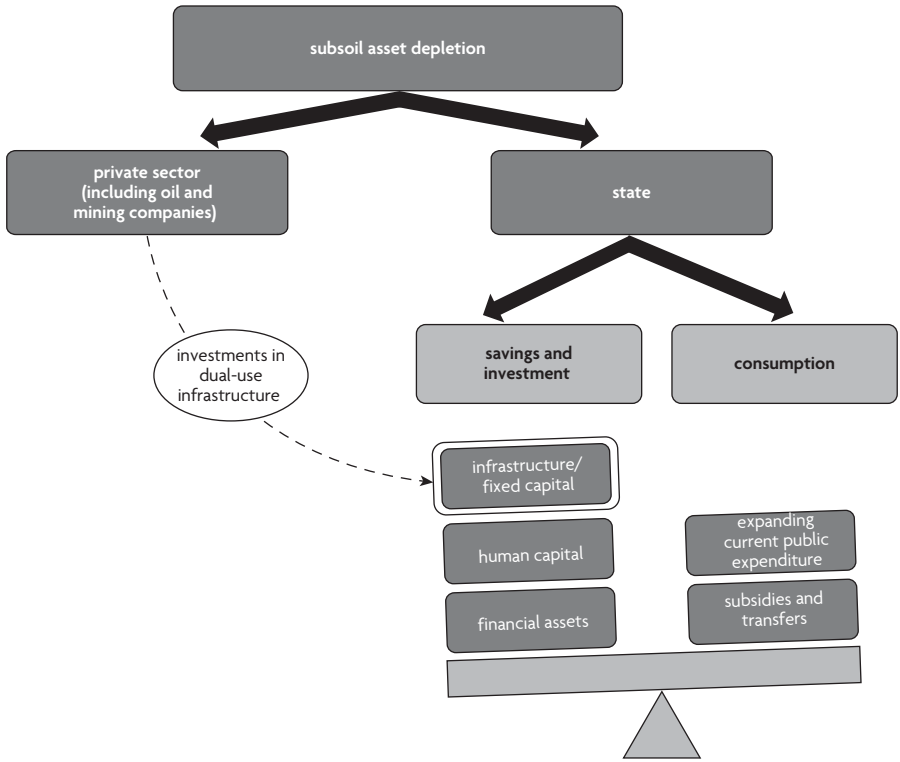 subsoil asset depletion
private sector
(including oil and
mining companies)
state
investments in
dual-use
infrastructure
savings and
investment
consumption
infrastructure/
fixed capital
human capital
financial assets
expanding
current public
expenditure
subsidies and
transfers